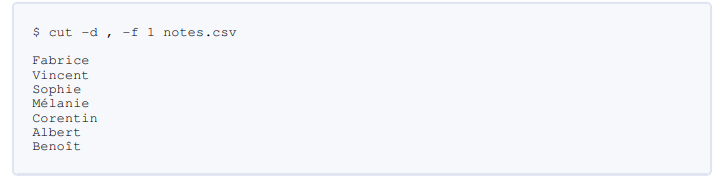 $ cut -d , -f 1 notes.csv
Fabrice
Vincent
Sophie
Mélanie
Corentin
Albert
Benoît